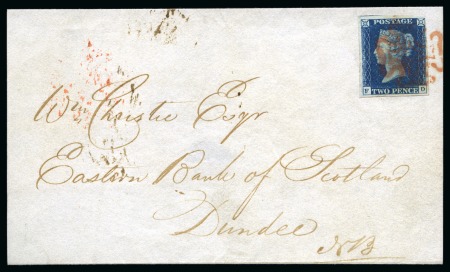 POSTAGE
TWO PENCE
Wm Christie Esqr
Eastern Bank of Scotland
Dundee
NB